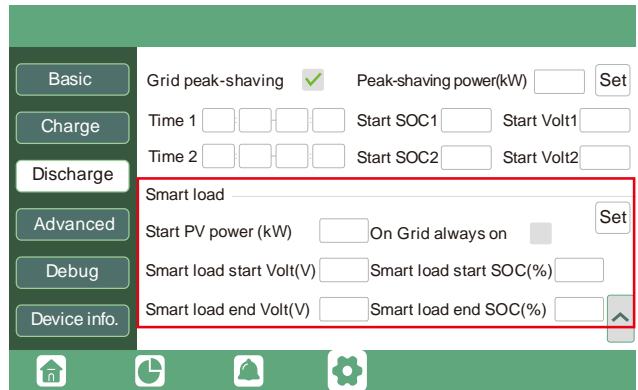 Basic
Grid peak-shaving
Peak-shaving power(kW)
Set
Charge
Time 1 : - :
Start SOC1
Start Volt1
Time 2 : - :
Start SOC2
Start Volt2
Discharge
Smart load
Set
Advanced
Start PV power (kW)
On Grid always on
Debug
Smart load start Volt(V)
Smart load start SOC(%)
Device info.
Smart load end Volt(V)
Smart load end SOC(%)